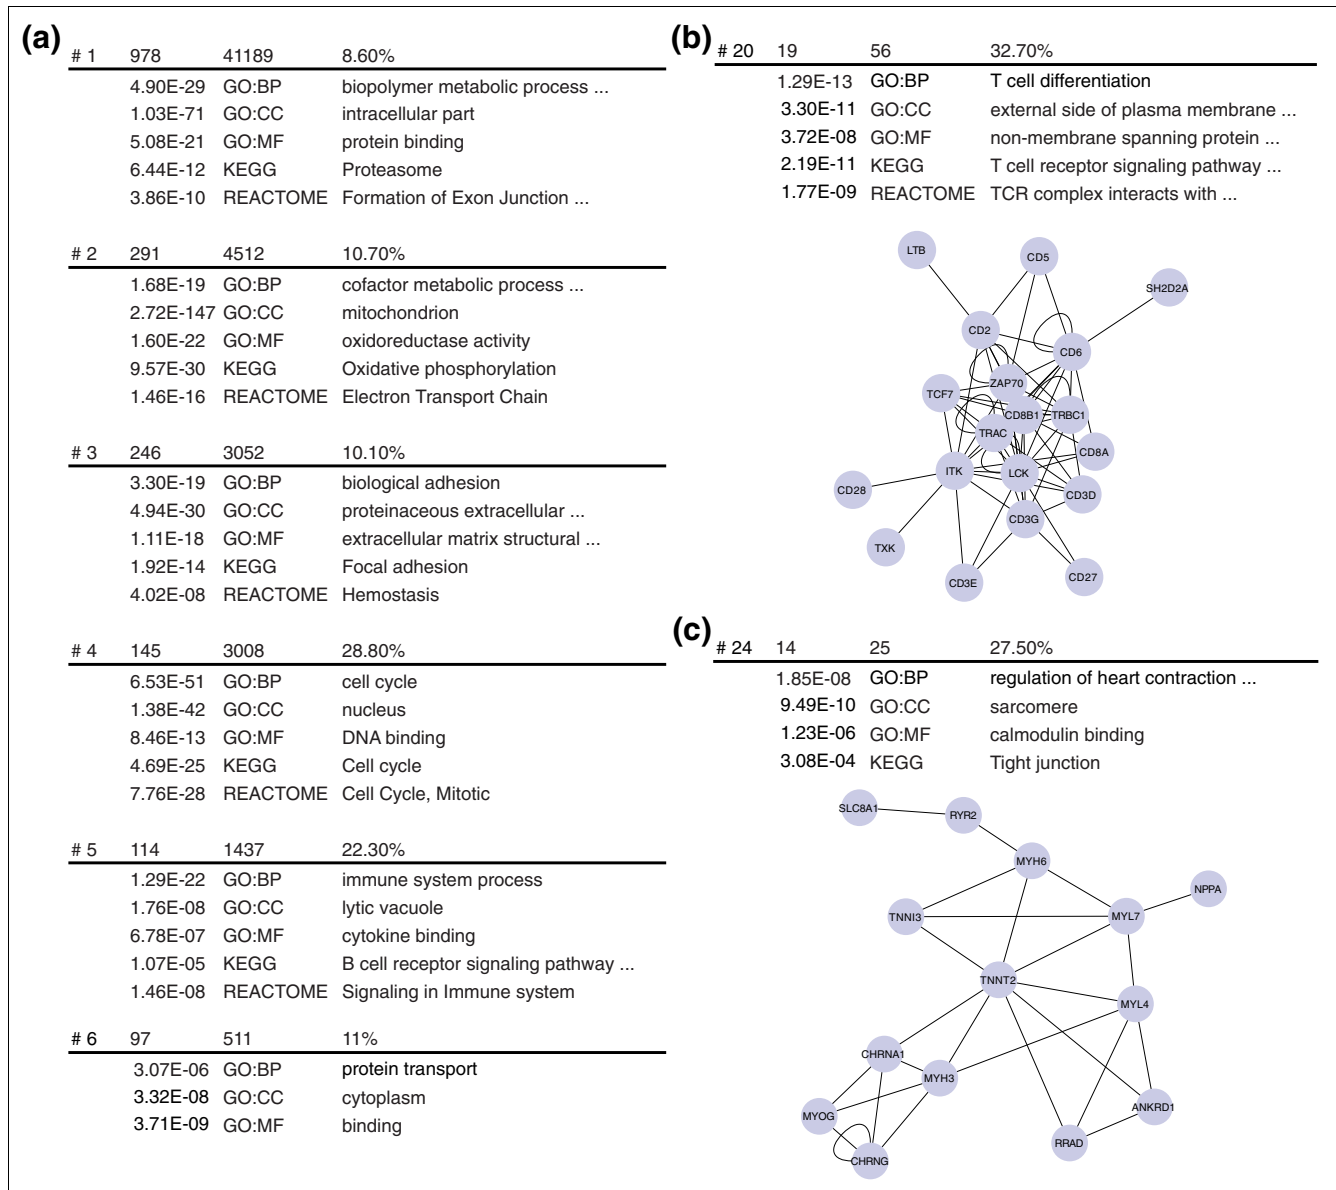 (a)
# 1 978 41189 8.60%
4.90E-29 GO:BP biopolymer metabolic process ...
1.03E-71 GO:CC intracellular part
5.08E-21 GO:MF protein binding
6.44E-12 KEGG Proteasome
3.86E-10 REACTOME Formation of Exon Junction ...
# 2 291 4512 10.70%
1.68E-19 GO:BP cofactor metabolic process ...
2.72E-147 GO:CC mitochondrion
1.60E-22 GO:MF oxidoreductase activity
9.57E-30 KEGG Oxidative phosphorylation
1.46E-16 REACTOME Electron Transport Chain
# 3 246 3052 10.10%
3.30E-19 GO:BP biological adhesion
4.94E-30 GO:CC proteinaceous extracellular ...
1.11E-18 GO:MF extracellular matrix structural ...
1.92E-14 KEGG Focal adhesion
4.02E-08 REACTOME Hemostasis
# 4 145 3008 28.80%
6.53E-51 GO:BP cell cycle
1.38E-42 GO:CC nucleus
8.46E-13 GO:MF DNA binding
4.69E-25 KEGG Cell cycle
7.76E-28 REACTOME Cell Cycle, Mitotic
# 5 114 1437 22.30%
1.29E-22 GO:BP immune system process
1.76E-08 GO:CC lytic vacuole
6.78E-07 GO:MF cytokine binding
1.07E-05 KEGG B cell receptor signaling pathway ...
1.46E-08 REACTOME Signaling in Immune system
# 6 97 511 11%
3.07E-06 GO:BP protein transport
3.32E-08 GO:CC cytoplasm
3.71E-09 GO:MF binding
(b)
# 20 19 56 32.70%
1.29E-13 GO:BP T cell differentiation
3.30E-11 GO:CC external side of plasma membrane ...
3.72E-08 GO:MF non-membrane spanning protein ...
2.19E-11 KEGG T cell receptor signaling pathway ...
1.77E-09 REACTOME TCR complex interacts with ...
LTB
CD5
SH2D2A
CD2
CD6
ZAP70
TCF7
CD8B1
TRBC1
TRAC
CD8A
ITK
LCK
CD28
CD3D
CD3G
TXK
CD3E
CD27
(c)
# 24 14 25 27.50%
1.85E-08 GO:BP regulation of heart contraction ...
9.49E-10 GO:CC sarcomere
1.23E-06 GO:MF calmodulin binding
3.08E-04 KEGG Tight junction
SLC8A1
RYR2
MYH6
NPPA
TNNI3
MYL7
TNNT2
MYL4
CHRNA1
MYH3
MYOG
ANKRD1
RRAD
CHRNG